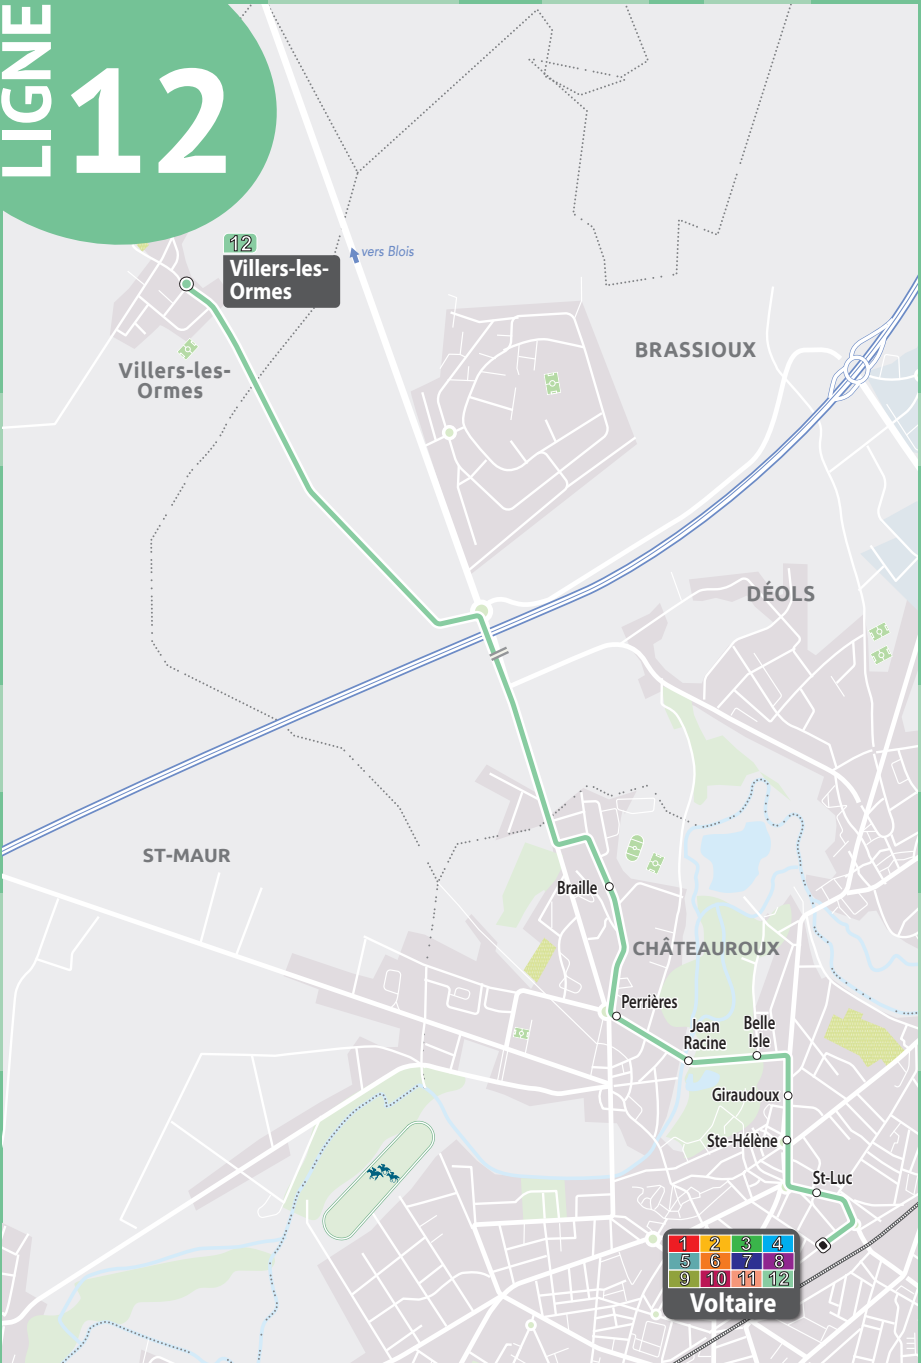 LIGNE
12
12
Villers-les-
Ormes
vers Blois
Villers-les-
Ormes
BRASSIOUX
DÉOLS
ST-MAUR
Braille
CHÂTEAUROUX
Perrières
Jean
Racine
Belle
Isle
Giraudoux
Ste-Hélène
St-Luc
1 2 3 4
5 6 7 8
9 10 11 12
Voltaire